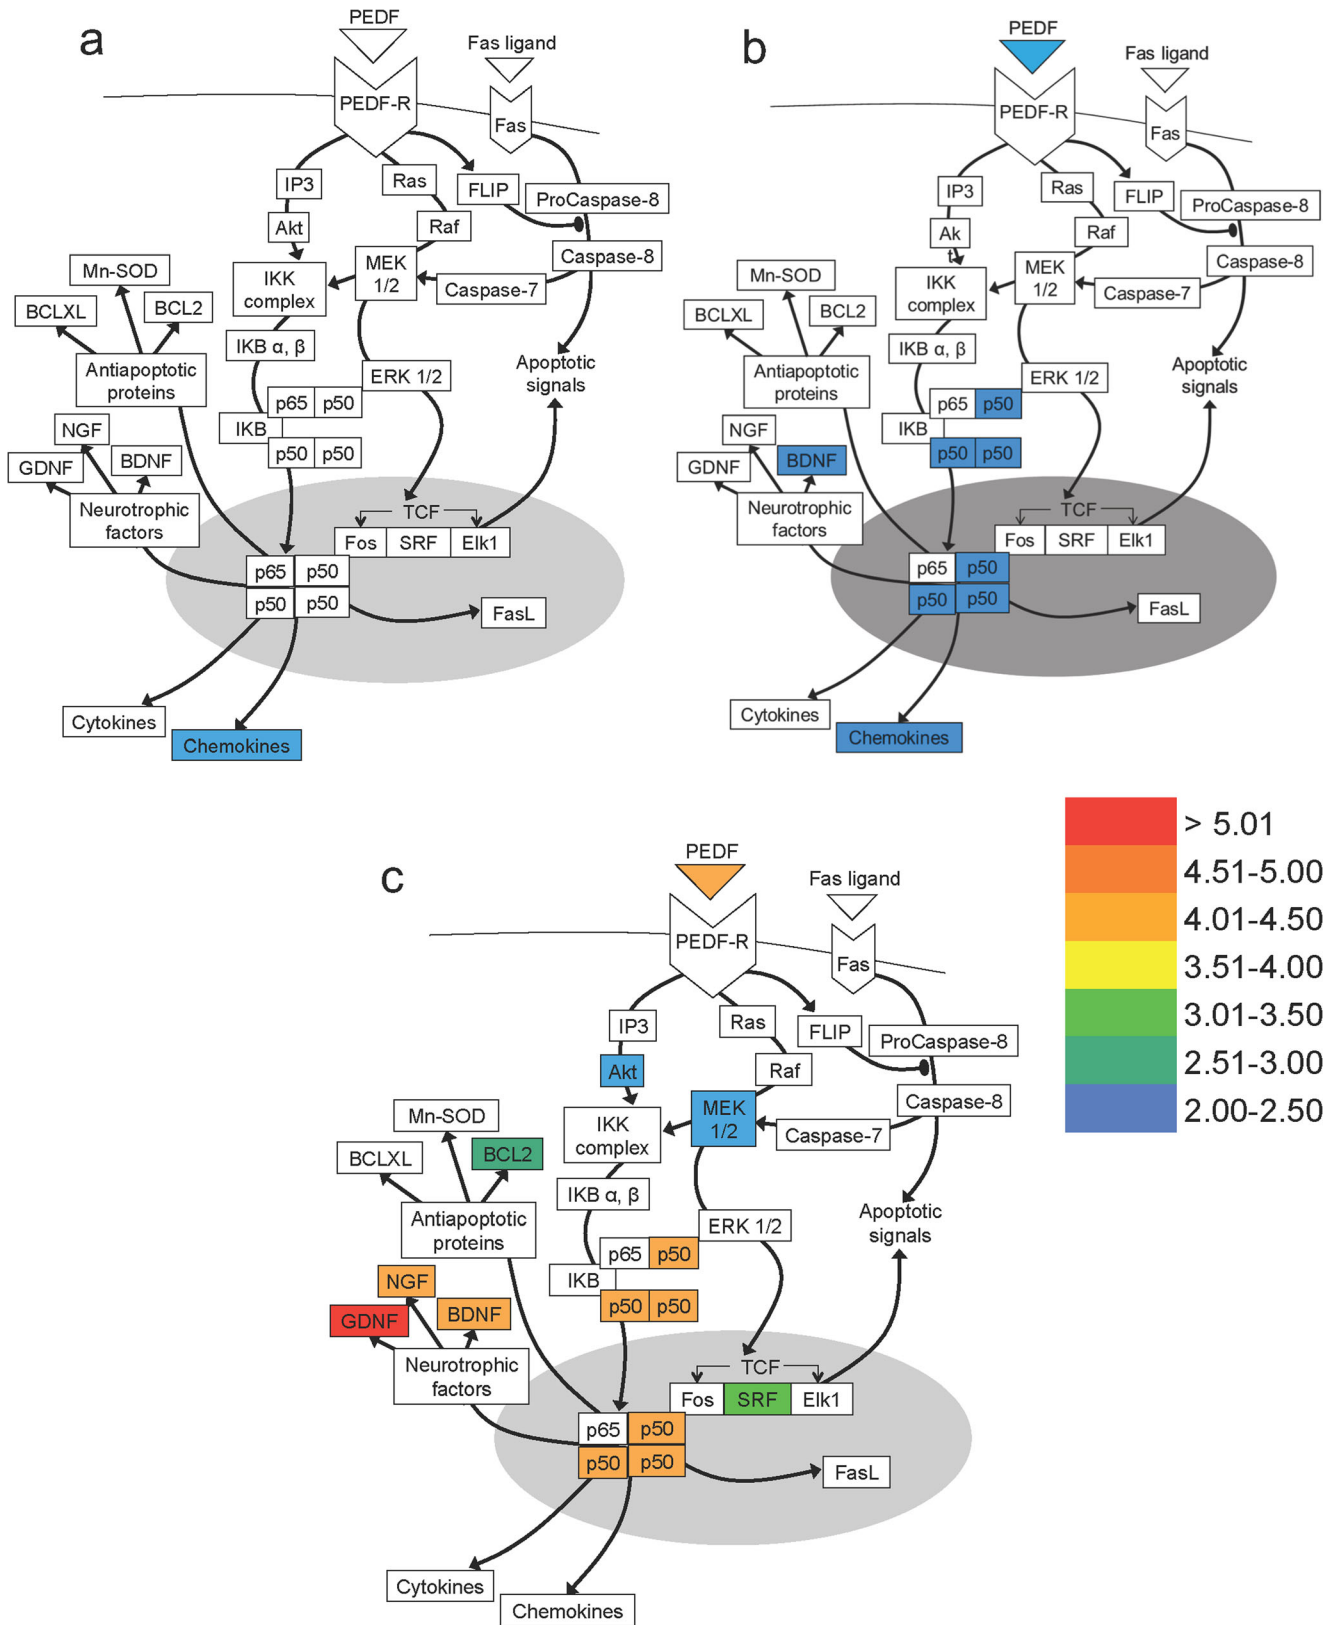 a
PEDF
Fas ligand
PEDF-R
Fas
IP3
Ras
FLIP
ProCaspase-8
Akt
Raf
Caspase-8
Mn-SOD
IKK
complex
MEK
1/2
Caspase-7
BCLXL
BCL2
IKB α, β
Antiapoptotic
proteins
ERK 1/2
Apoptotic
signals
p65
p50
NGF
IKB
GDNF
BDNF
p50
p50
Neurotrophic
factors
TCF
Fos
SRF
Elk1
p65
p50
p50
p50
FasL
Cytokines
Chemokines
b
PEDF
Fas ligand
PEDF-R
Fas
IP3
Ras
FLIP
ProCaspase-8
Ak
t
Raf
Caspase-8
Mn-SOD
IKK
complex
MEK
1/2
Caspase-7
BCLXL
BCL2
IKB α, β
Antiapoptotic
proteins
ERK 1/2
Apoptotic
signals
p65
p50
NGF
IKB
GDNF
BDNF
p50
p50
Neurotrophic
factors
TCF
Fos
SRF
Elk1
p65
p50
p50
p50
FasL
Cytokines
Chemokines
c
PEDF
Fas ligand
PEDF-R
Fas
IP3
Ras
FLIP
ProCaspase-8
Akt
Raf
Caspase-8
Mn-SOD
IKK
complex
MEK
1/2
Caspase-7
BCLXL
BCL2
IKB α, β
Antiapoptotic
proteins
ERK 1/2
Apoptotic
signals
p65
p50
NGF
IKB
GDNF
BDNF
p50
p50
Neurotrophic
factors
TCF
Fos
SRF
Elk1
p65
p50
p50
p50
FasL
Cytokines
Chemokines
> 5.01
4.51-5.00
4.01-4.50
3.51-4.00
3.01-3.50
2.51-3.00
2.00-2.50